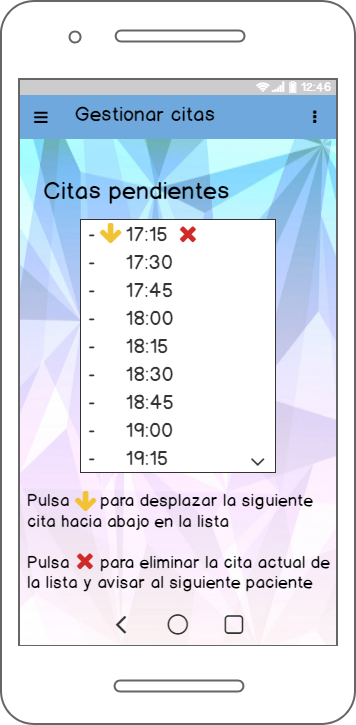 12:46
Gestionar citas
Citas pendientes
- 17:15
- 17:30
- 17:45
- 18:00
- 18:15
- 18:30
- 18:45
- 19:00
- 19:15
Pulsa para desplazar la siguiente
cita hacia abajo en la lista
Pulsa para eliminar la cita actual de
la lista y avisar al siguiente paciente